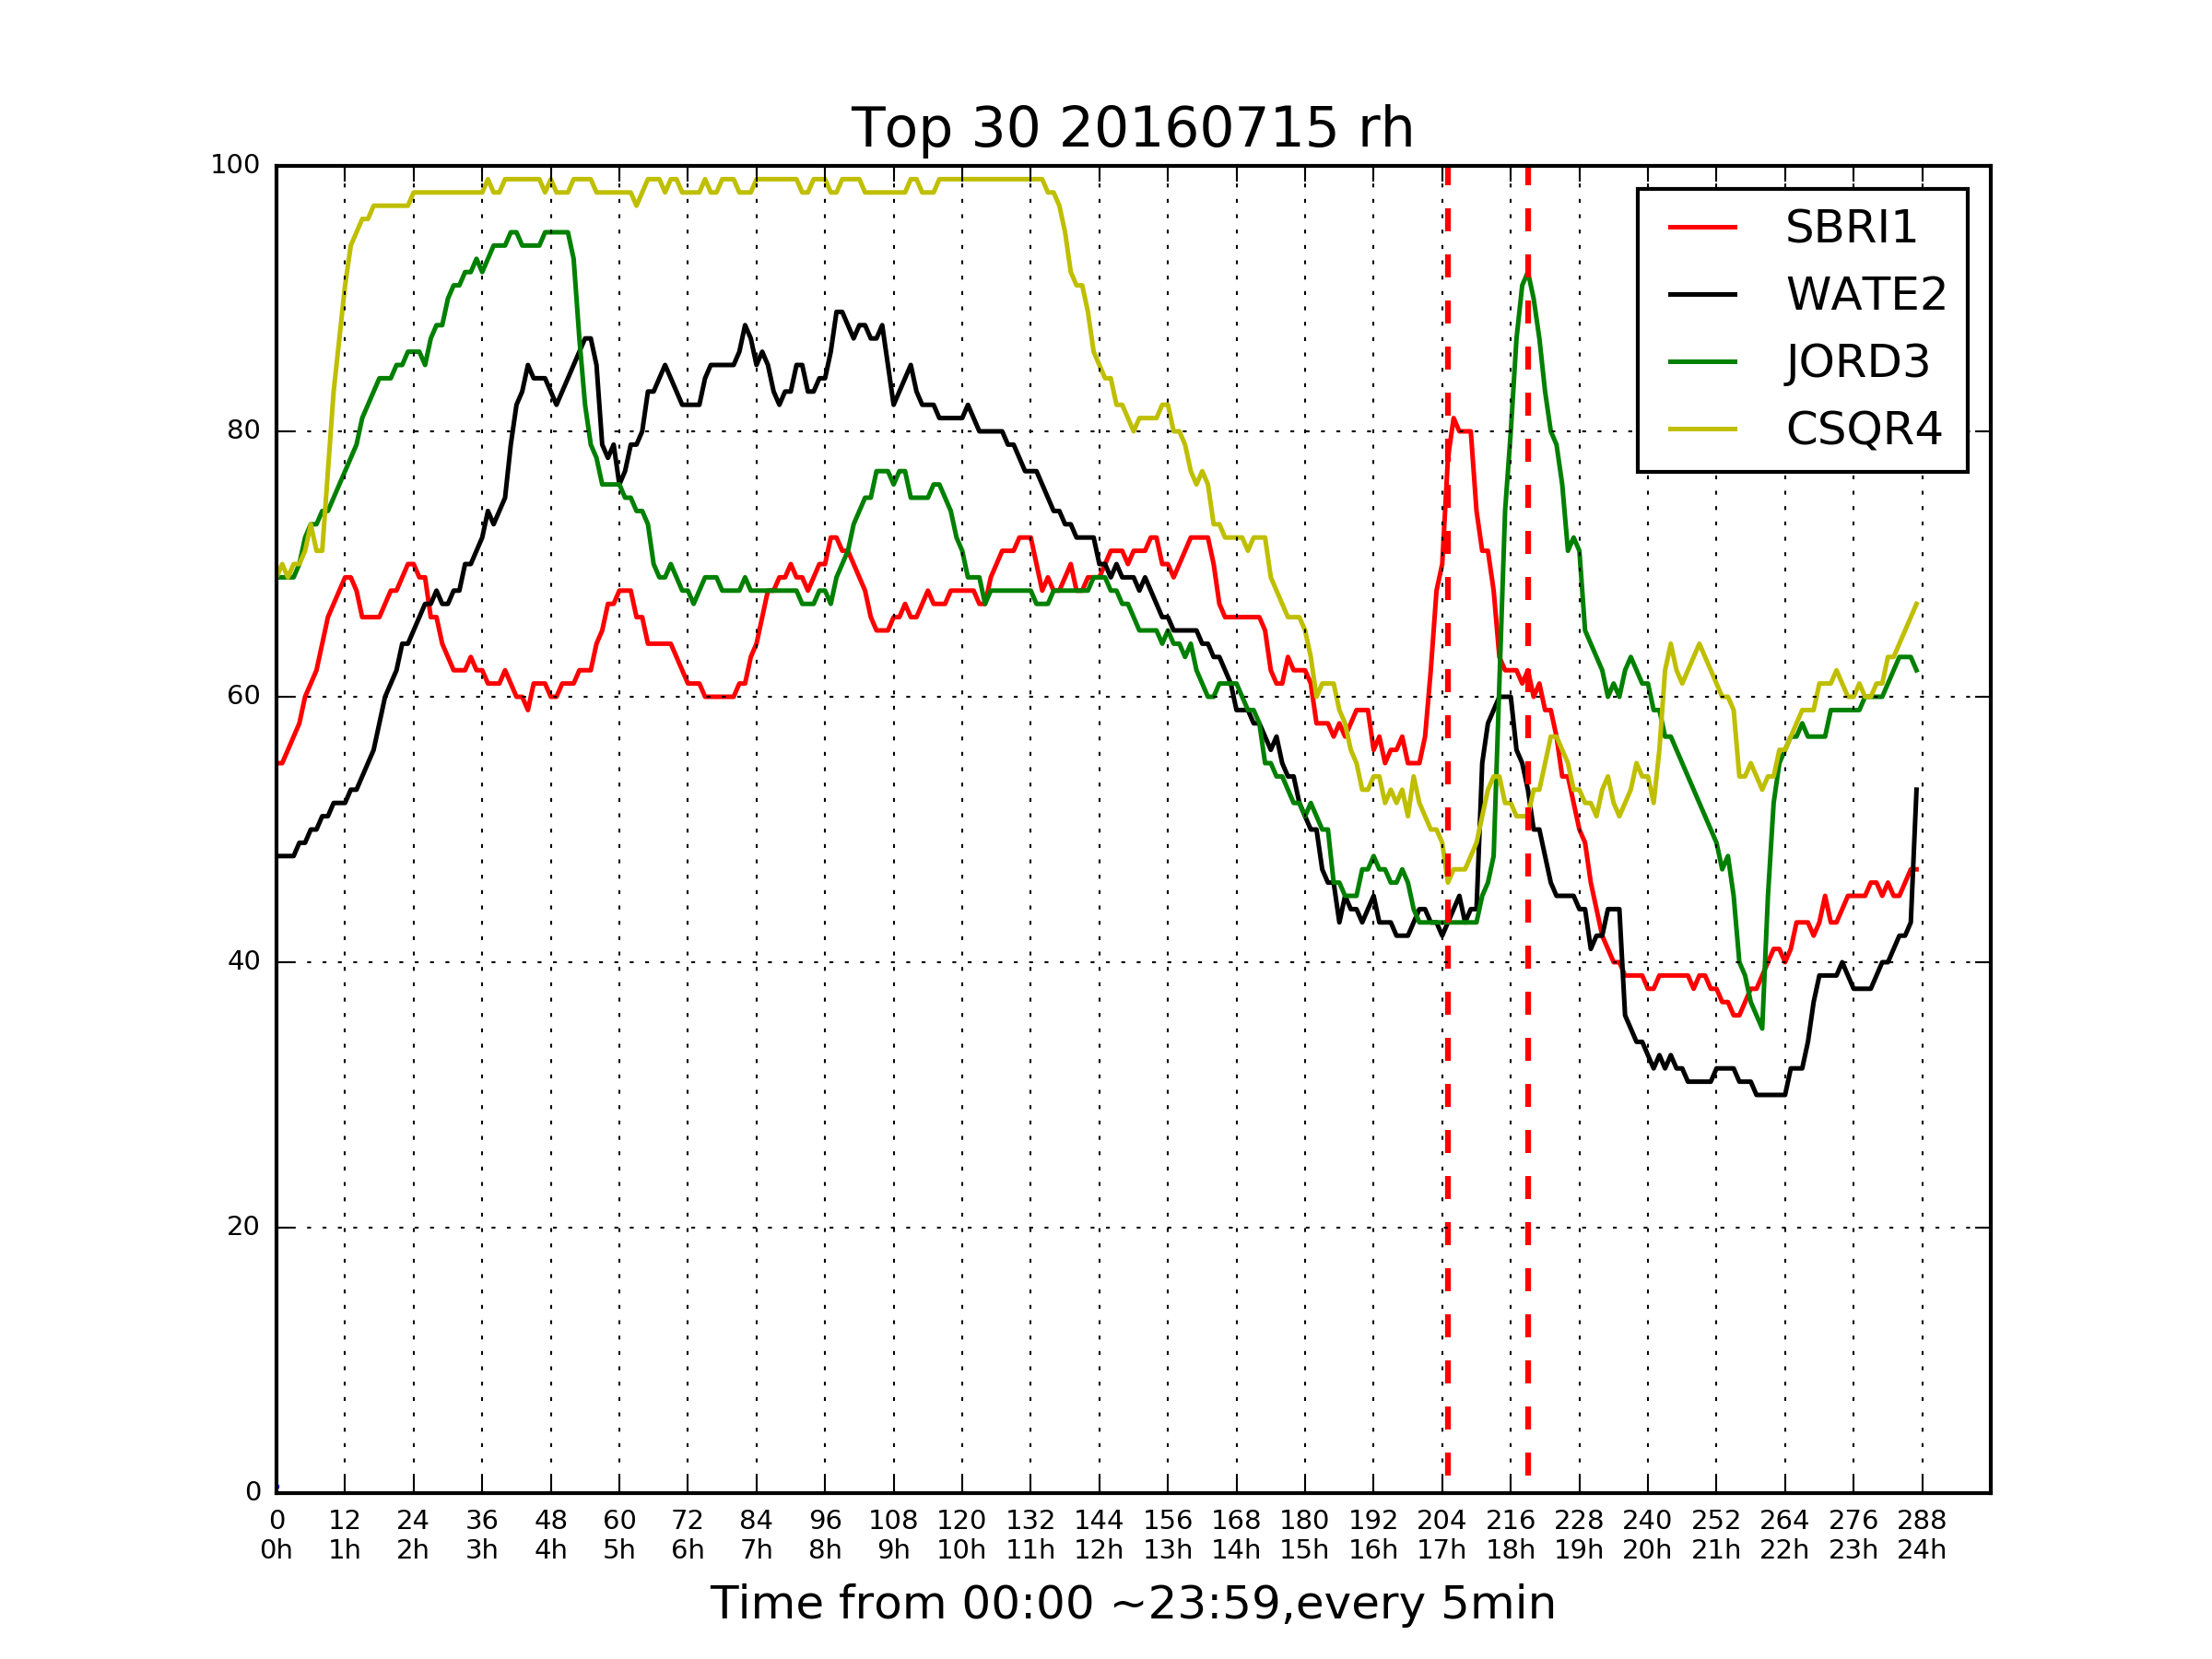 Top 30 20160715 rh
100
80
60
40
20
0
SBRI1
WATE2
JORD3
CSQR4
0 12 24 36 48 60 72 84 96 108 120 132 144 156 168 180 192 204 216 228 240 252 264 276 288
0h 1h 2h 3h 4h 5h 6h 7h 8h 9h 10h 11h 12h 13h 14h 15h 16h 17h 18h 19h 20h 21h 22h 23h 24h
Time from 00:00 ~23:59,every 5min